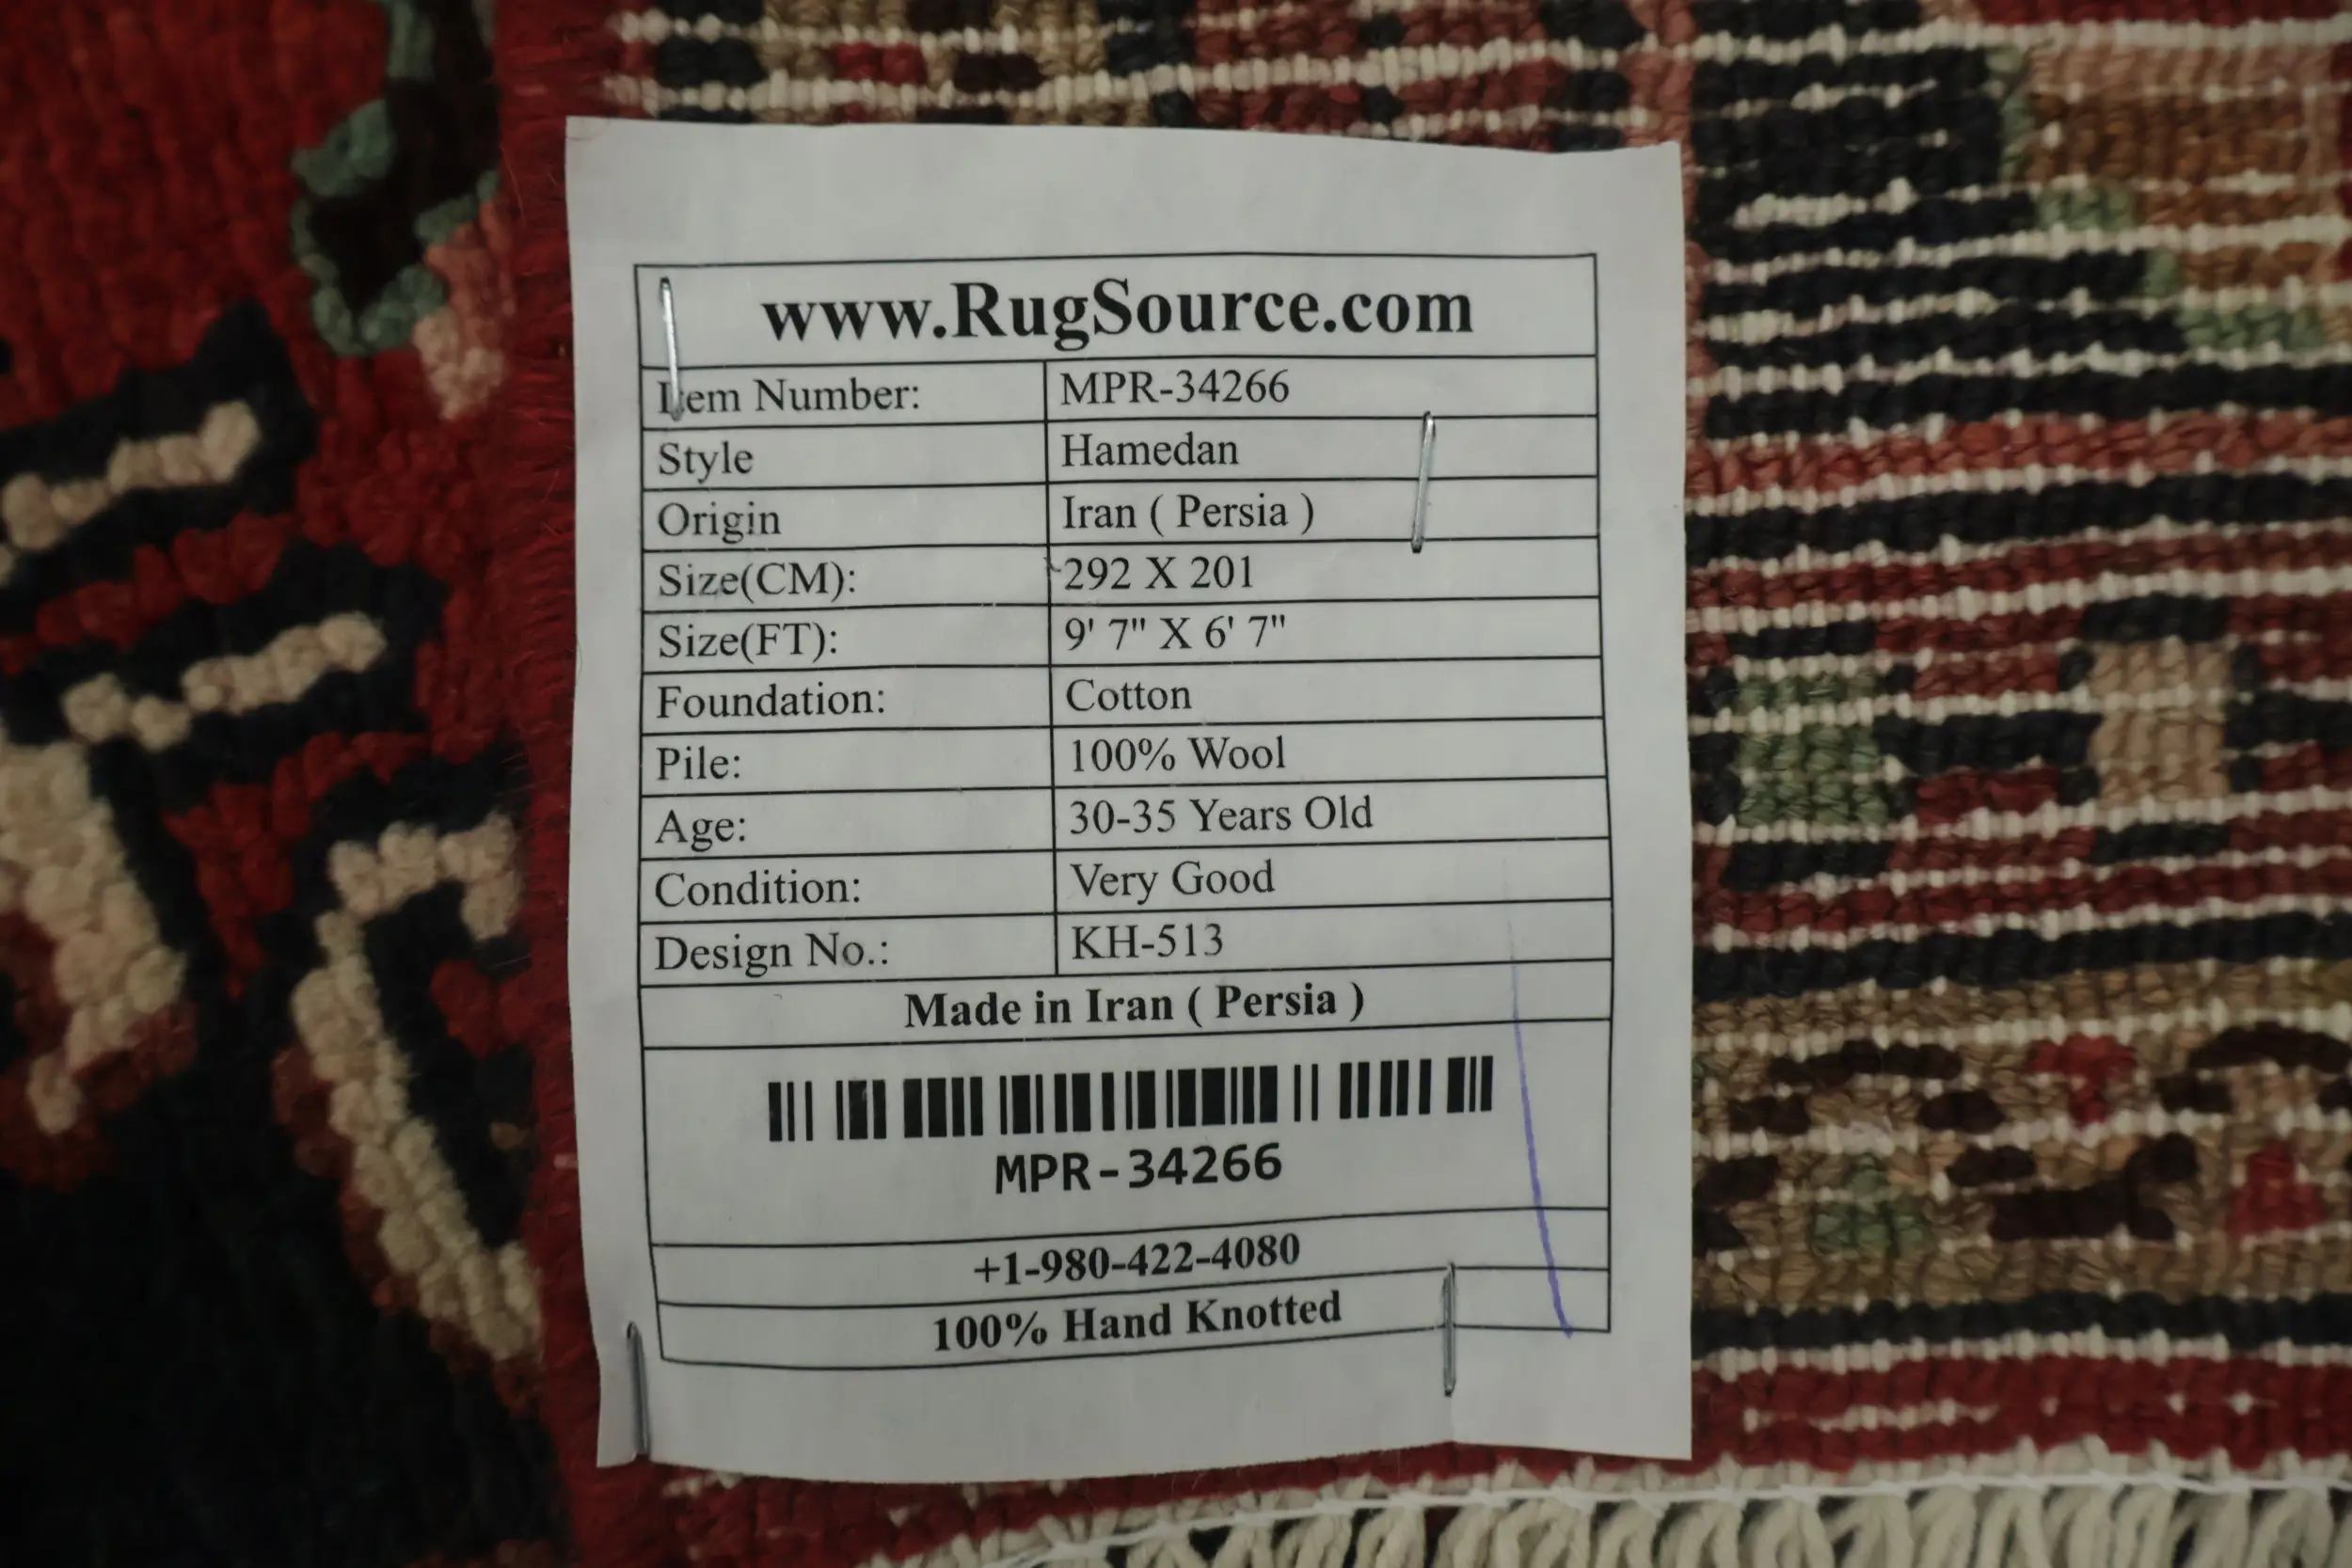 www.RugSource.com
Item Number: MPR-34266
Style Hamedan
Origin Iran ( Persia )
Size(CM): 292 X 201
Size(FT): 9' 7" X 6' 7"
Foundation: Cotton
Pile: 100% Wool
Age: 30-35 Years Old
Condition: Very Good
Design No.: KH-513
Made in Iran ( Persia )
MPR-34266
+1-980-422-4080
100% Hand Knotted